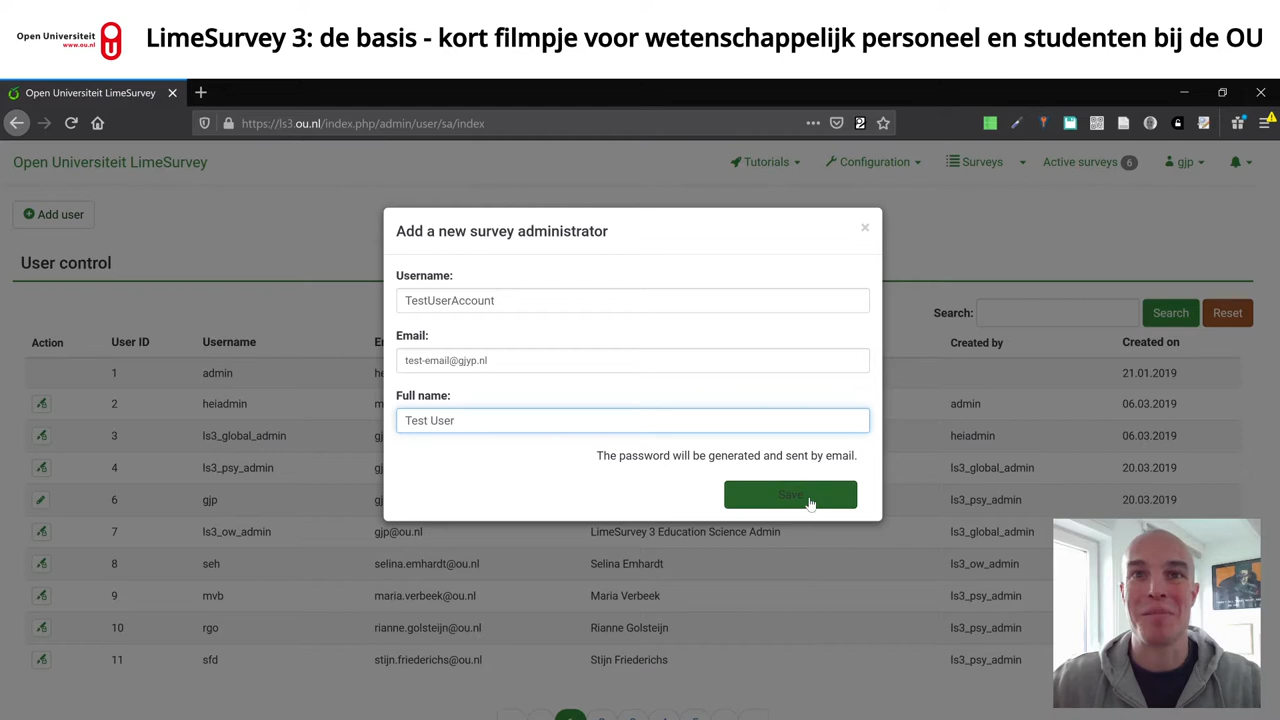 Open Universiteit
www.ou.nl
LimeSurvey 3: de basis - kort filmpje voor wetenschappelijk personeel en studenten bij de OU
Open Universiteit LimeSurvey
https://ls3.ou.nl/index.php/admin/user/sa/index
Open Universiteit LimeSurvey
Tutorials
Configuration
Surveys
Active surveys 6
gjp
Add user
User control
Add a new survey administrator
Username:
TestUserAccount
Email:
test-email@gjyp.nl
Full name:
Test User
The password will be generated and sent by email.
Save
Search:
Search
Reset
Action User ID Username Created by Created on
1 admin 21.01.2019
2 heiadmin admin 06.03.2019
3 ls3_global_admin heiadmin 06.03.2019
4 ls3_psy_admin ls3_global_admin 20.03.2019
6 gjp ls3_psy_admin 20.03.2019
7 ls3_ow_admin gjp@ou.nl LimeSurvey 3 Education Science Admin ls3_global_admin
8 seh selina.emhardt@ou.nl Selina Emhardt ls3_ow_admin
9 mvb maria.verbeek@ou.nl Maria Verbeek ls3_psy_admin
10 rgo rianne.golsteijn@ou.nl Rianne Golsteijn ls3_psy_admin
11 sfd stijn.friederichs@ou.nl Stijn Friederichs ls3_psy_admin